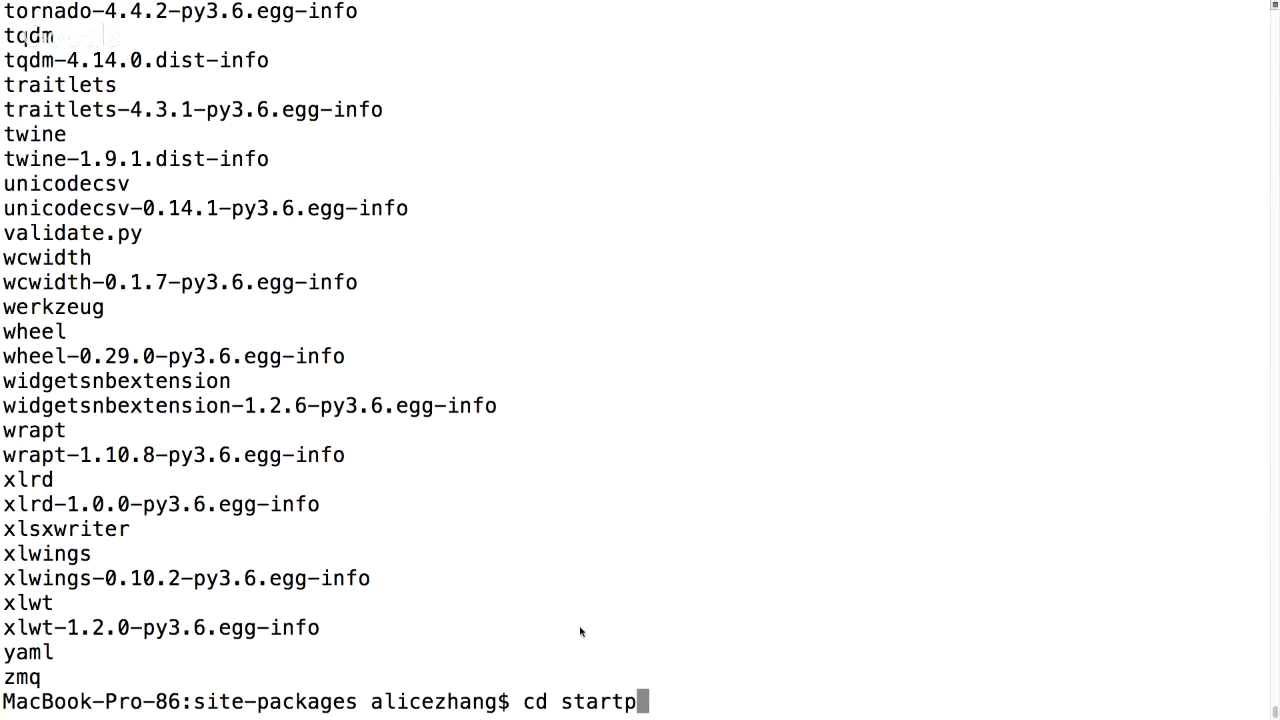 tornado-4.4.2-py3.6.egg-info
tqdm
tqdm-4.14.0.dist-info
traitlets
traitlets-4.3.1-py3.6.egg-info
twine
twine-1.9.1.dist-info
unicodecsv
unicodecsv-0.14.1-py3.6.egg-info
validate.py
wcwidth
wcwidth-0.1.7-py3.6.egg-info
werkzeug
wheel
wheel-0.29.0-py3.6.egg-info
widgetsnbextension
widgetsnbextension-1.2.6-py3.6.egg-info
wrapt
wrapt-1.10.8-py3.6.egg-info
xlrd
xlrd-1.0.0-py3.6.egg-info
xlsxwriter
xlwings
xlwings-0.10.2-py3.6.egg-info
xlwt
xlwt-1.2.0-py3.6.egg-info
yaml
zmq
MacBook-Pro-86:site-packages alicezhang$ cd startp